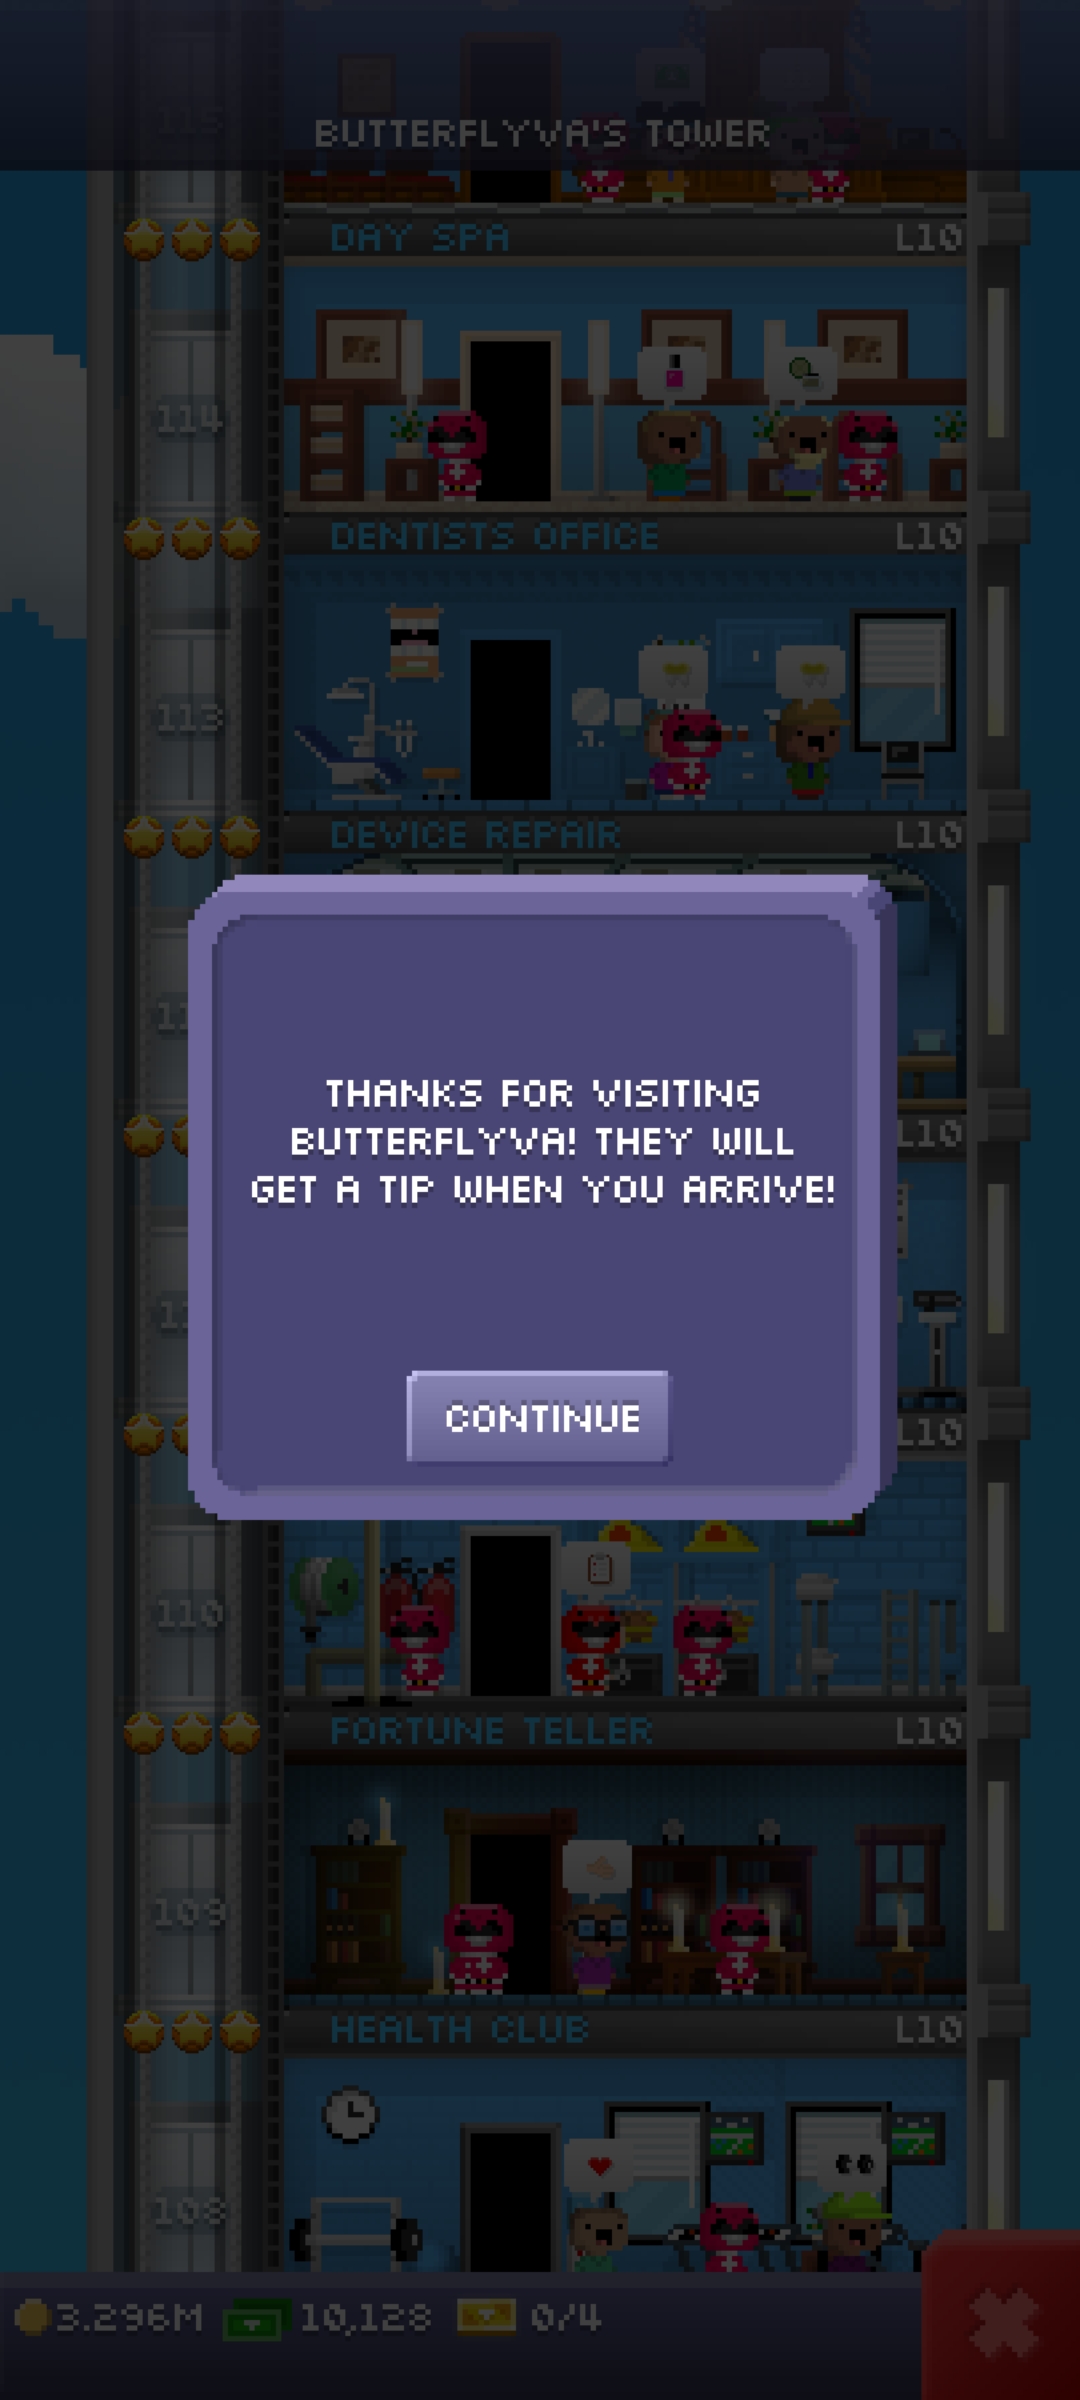 BUTTERFLYVA'S TOWER
DAY SPA L10
114
DENTISTS OFFICE L10
113
DEVICE REPAIR L10
THANKS FOR VISITING
BUTTERFLYVA! THEY WILL
L10
GET A TIP WHEN YOU ARRIVE!
CONTINUE
L10
110
FORTUNE TELLER L10
109
HEALTH CLUB L10
108
3.296M 10,128 0/4